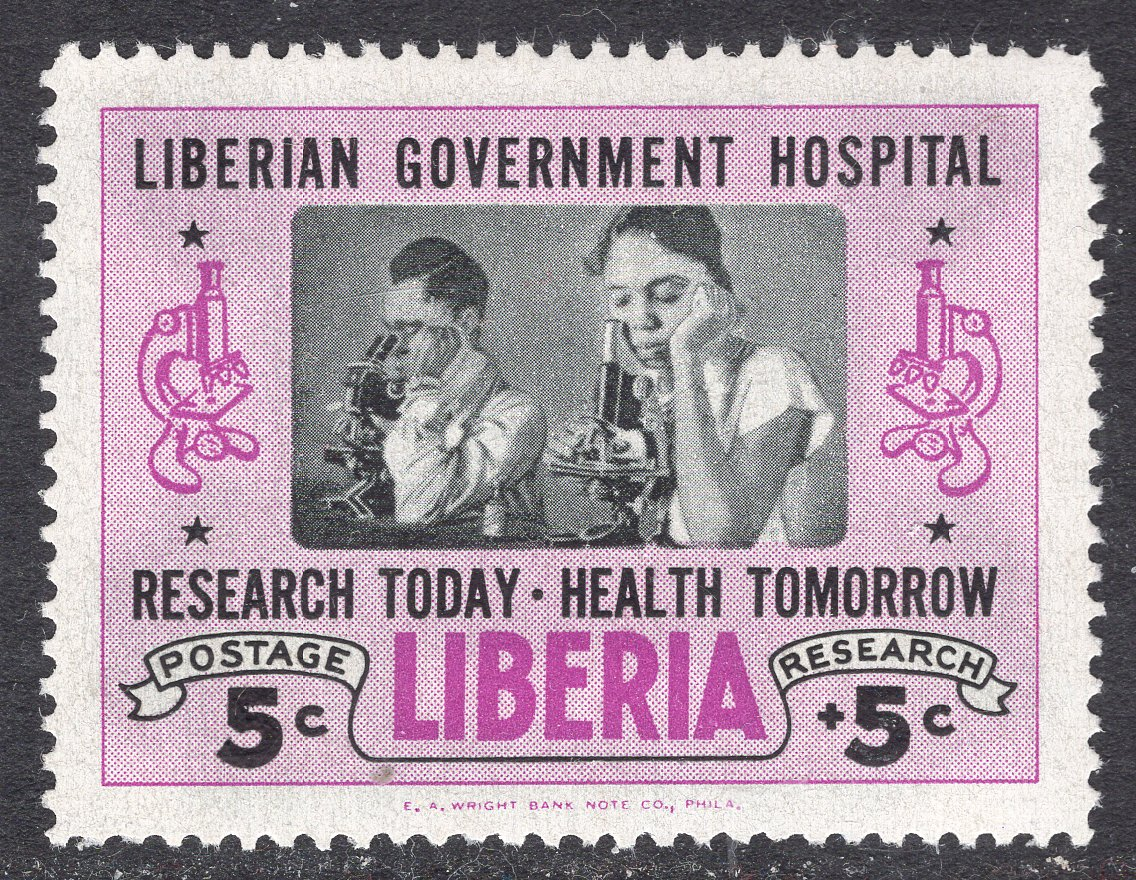 LIBERIAN GOVERNMENT HOSPITAL
RESEARCH TODAY · HEALTH TOMORROW
POSTAGE
5c
LIBERIA
RESEARCH
+5c
E. A. WRIGHT BANK NOTE CO., PHILA.